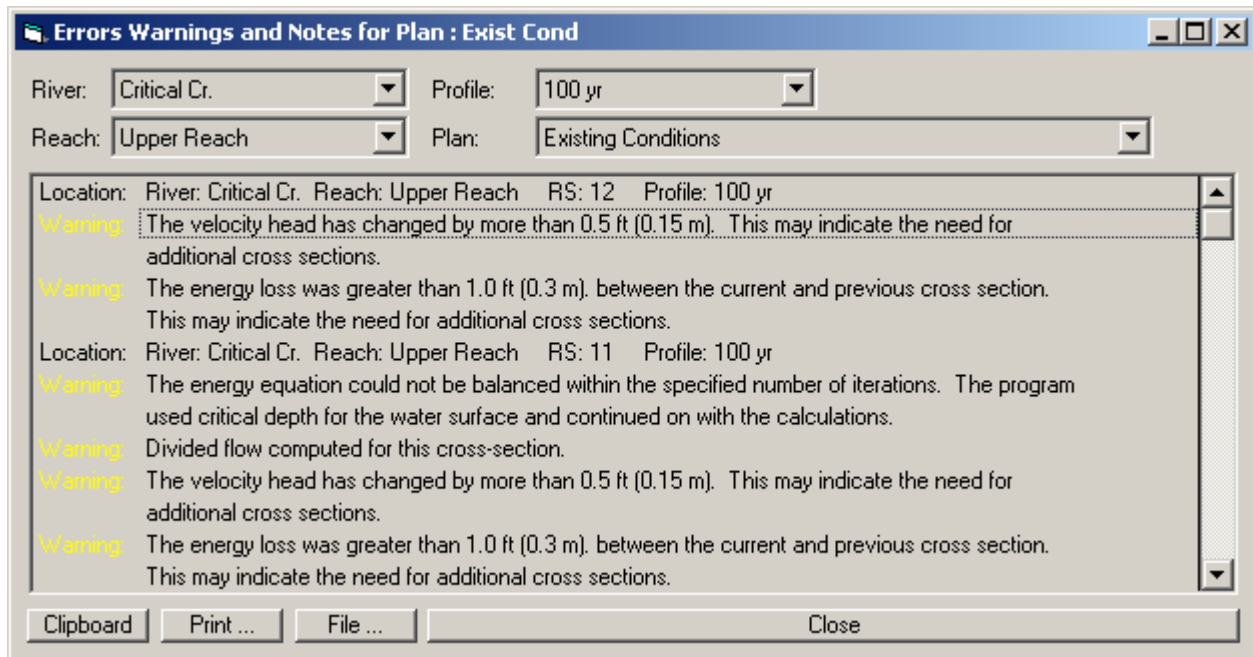 Errors Warnings and Notes for Plan : Exist Cond
River: Critical Cr. Profile: 100 yr
Reach: Upper Reach Plan: Existing Conditions
Location: River: Critical Cr. Reach: Upper Reach RS: 12 Profile: 100 yr
Warning: The velocity head has changed by more than 0.5 ft (0.15 m). This may indicate the need for
additional cross sections.
Warning: The energy loss was greater than 1.0 ft (0.3 m). between the current and previous cross section.
This may indicate the need for additional cross sections.
Location: River: Critical Cr. Reach: Upper Reach RS: 11 Profile: 100 yr
Warning: The energy equation could not be balanced within the specified number of iterations. The program
used critical depth for the water surface and continued on with the calculations.
Warning: Divided flow computed for this cross-section.
Warning: The velocity head has changed by more than 0.5 ft (0.15 m). This may indicate the need for
additional cross sections.
Warning: The energy loss was greater than 1.0 ft (0.3 m). between the current and previous cross section.
This may indicate the need for additional cross sections.
Clipboard Print ... File ... Close